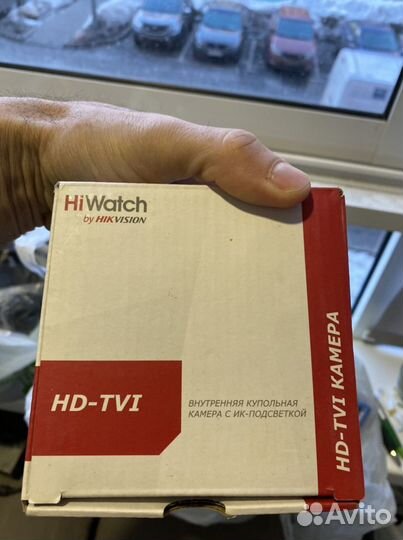 HiWatch
by HIKVISION
HD-TVI
ВНУТРЕННЯЯ КУПОЛЬНАЯ
КАМЕРА С ИК-ПОДСВЕТКОЙ
HD-TVI КАМЕРА
Avito